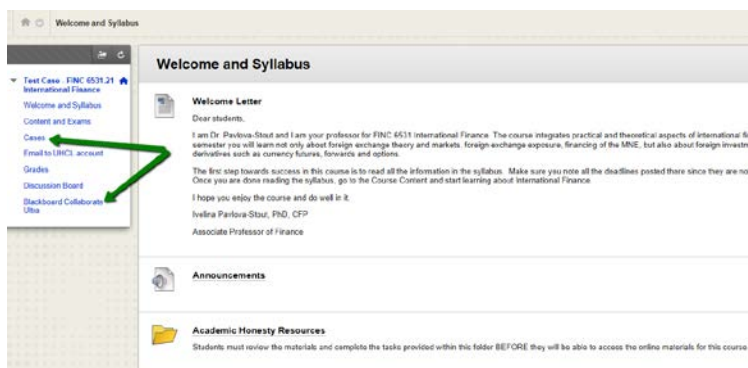 Welcome and Syllabus
Test Case - FINC 6531.21
International Finance
Welcome and Syllabus
Content and Exams
Cases
Email to UHCL account
Grades
Discussion Board
Blackboard Collaborate
Ultra
Welcome and Syllabus
Welcome Letter
Dear students,
I am Dr. Pavlova-Stout and I am your professor for FINC 6531 International Finance. The course integrates practical and theoretical aspects of international
semester you will learn not only about foreign exchange theory and markets, foreign exchange exposure, financing of the MNE, but also about foreign
derivatives such as currency futures, forwards and options.
The first step towards success in this course is to read all the information in the syllabus. Make sure you note all the deadlines posted there since they are
Once you are done reading the syllabus, go to the Course Content and start learning about International Finance
I hope you enjoy the course and do well in it.
Ivelina Pavlova-Stout, PhD, CFP
Associate Professor of Finance
Announcements
Academic Honesty Resources
Students must review the materials and complete the tasks provided within this folder BEFORE they will be able to access the online materials for this course